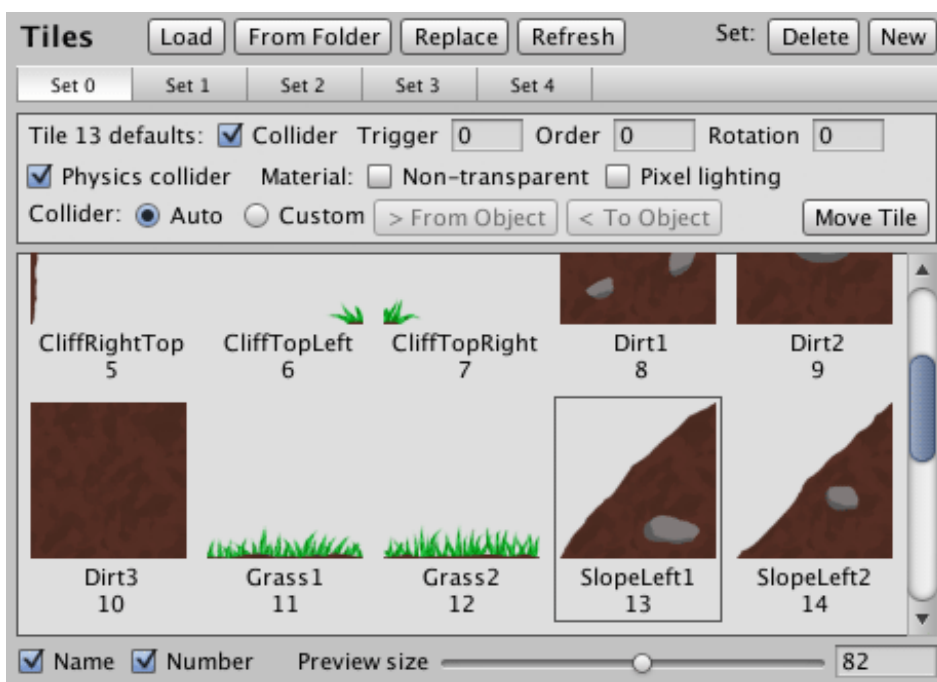 Tiles Load From Folder Replace Refresh Set: Delete New
Set 0 Set 1 Set 2 Set 3 Set 4
Tile 13 defaults: Collider Trigger 0 Order 0 Rotation 0
Physics collider Material: Non-transparent Pixel lighting
Collider: Auto Custom > From Object < To Object Move Tile
CliffRightTop CliffTopLeft CliffTopRight Dirt1 Dirt2
5 6 7 8 9
Dirt3 Grass1 Grass2 SlopeLeft1 SlopeLeft2
10 11 12 13 14
Name Number Preview size 82